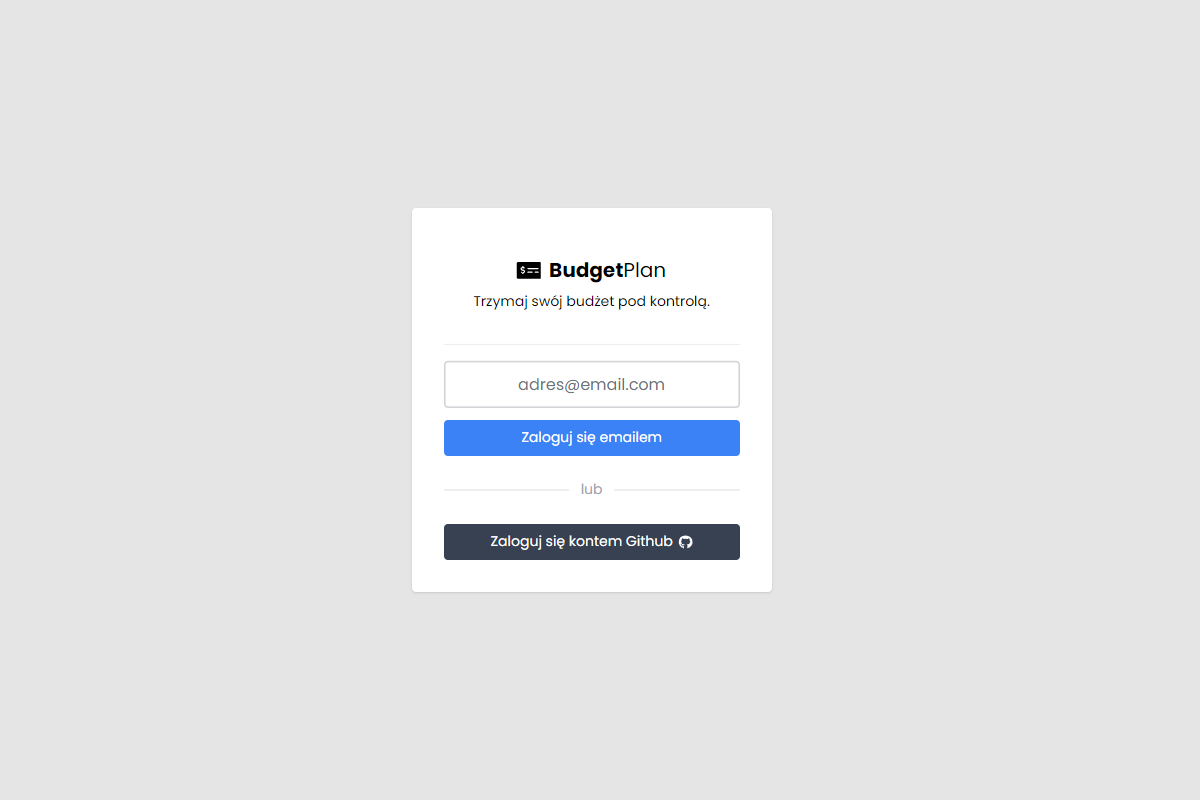 BudgetPlan
Trzymaj swój budżet pod kontrolą.
adres@email.com
Zaloguj się emailem
lub
Zaloguj się kontem Github